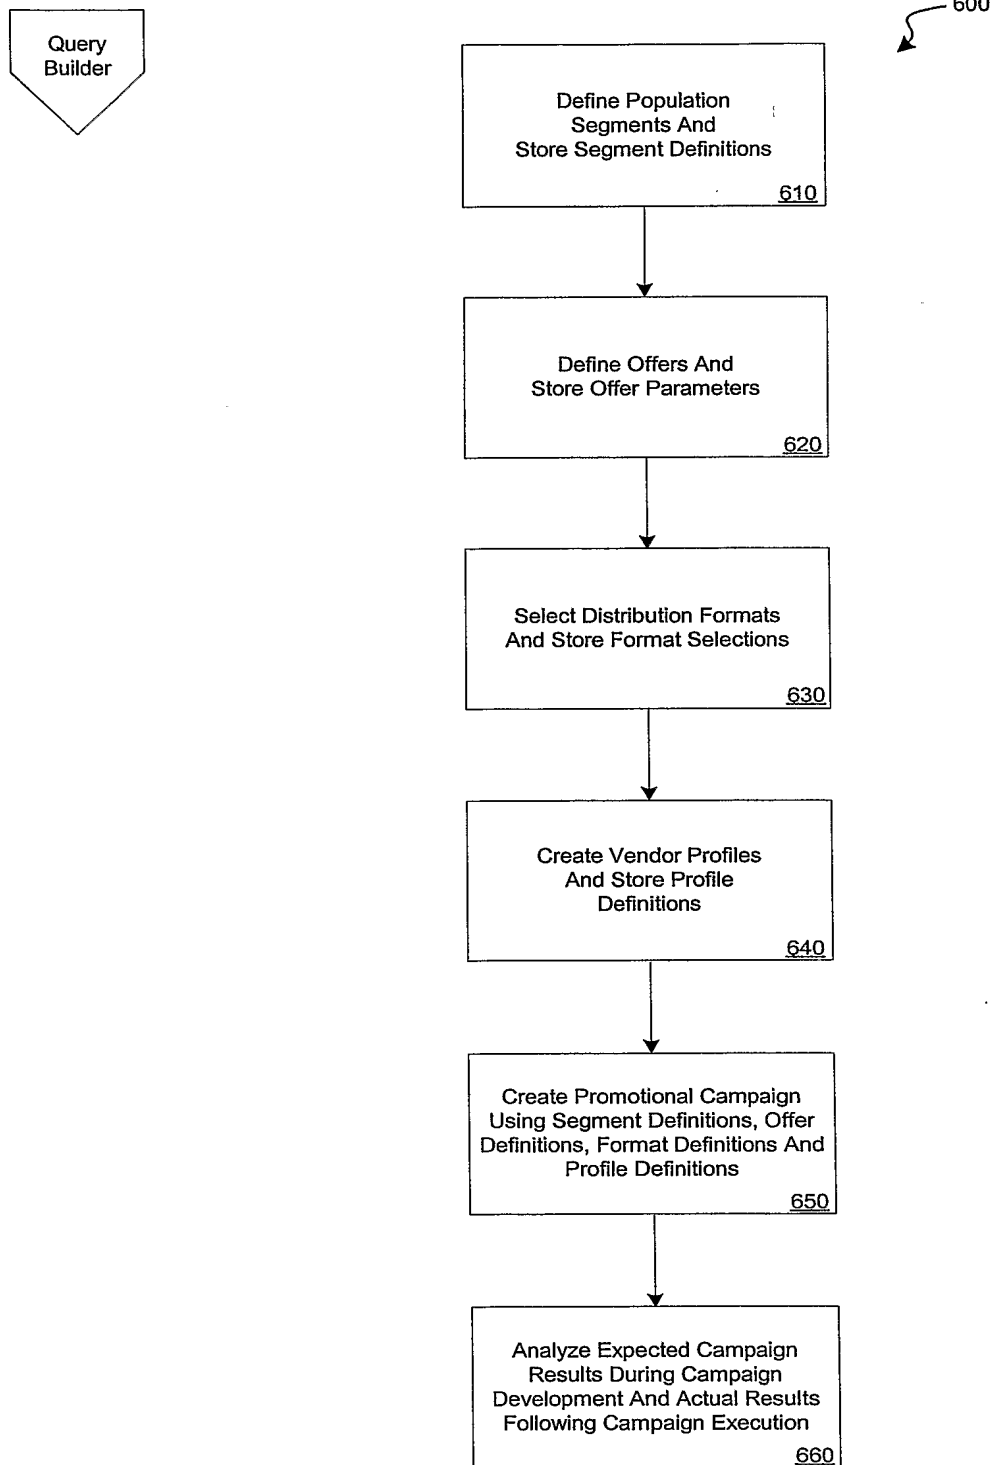 600
Query
Builder
Define Population
Segments And
Store Segment Definitions
610
Define Offers And
Store Offer Parameters
620
Select Distribution Formats
And Store Format Selections
630
Create Vendor Profiles
And Store Profile
Definitions
640
Create Promotional Campaign
Using Segment Definitions, Offer
Definitions, Format Definitions And
Profile Definitions
650
Analyze Expected Campaign
Results During Campaign
Development And Actual Results
Following Campaign Execution
660